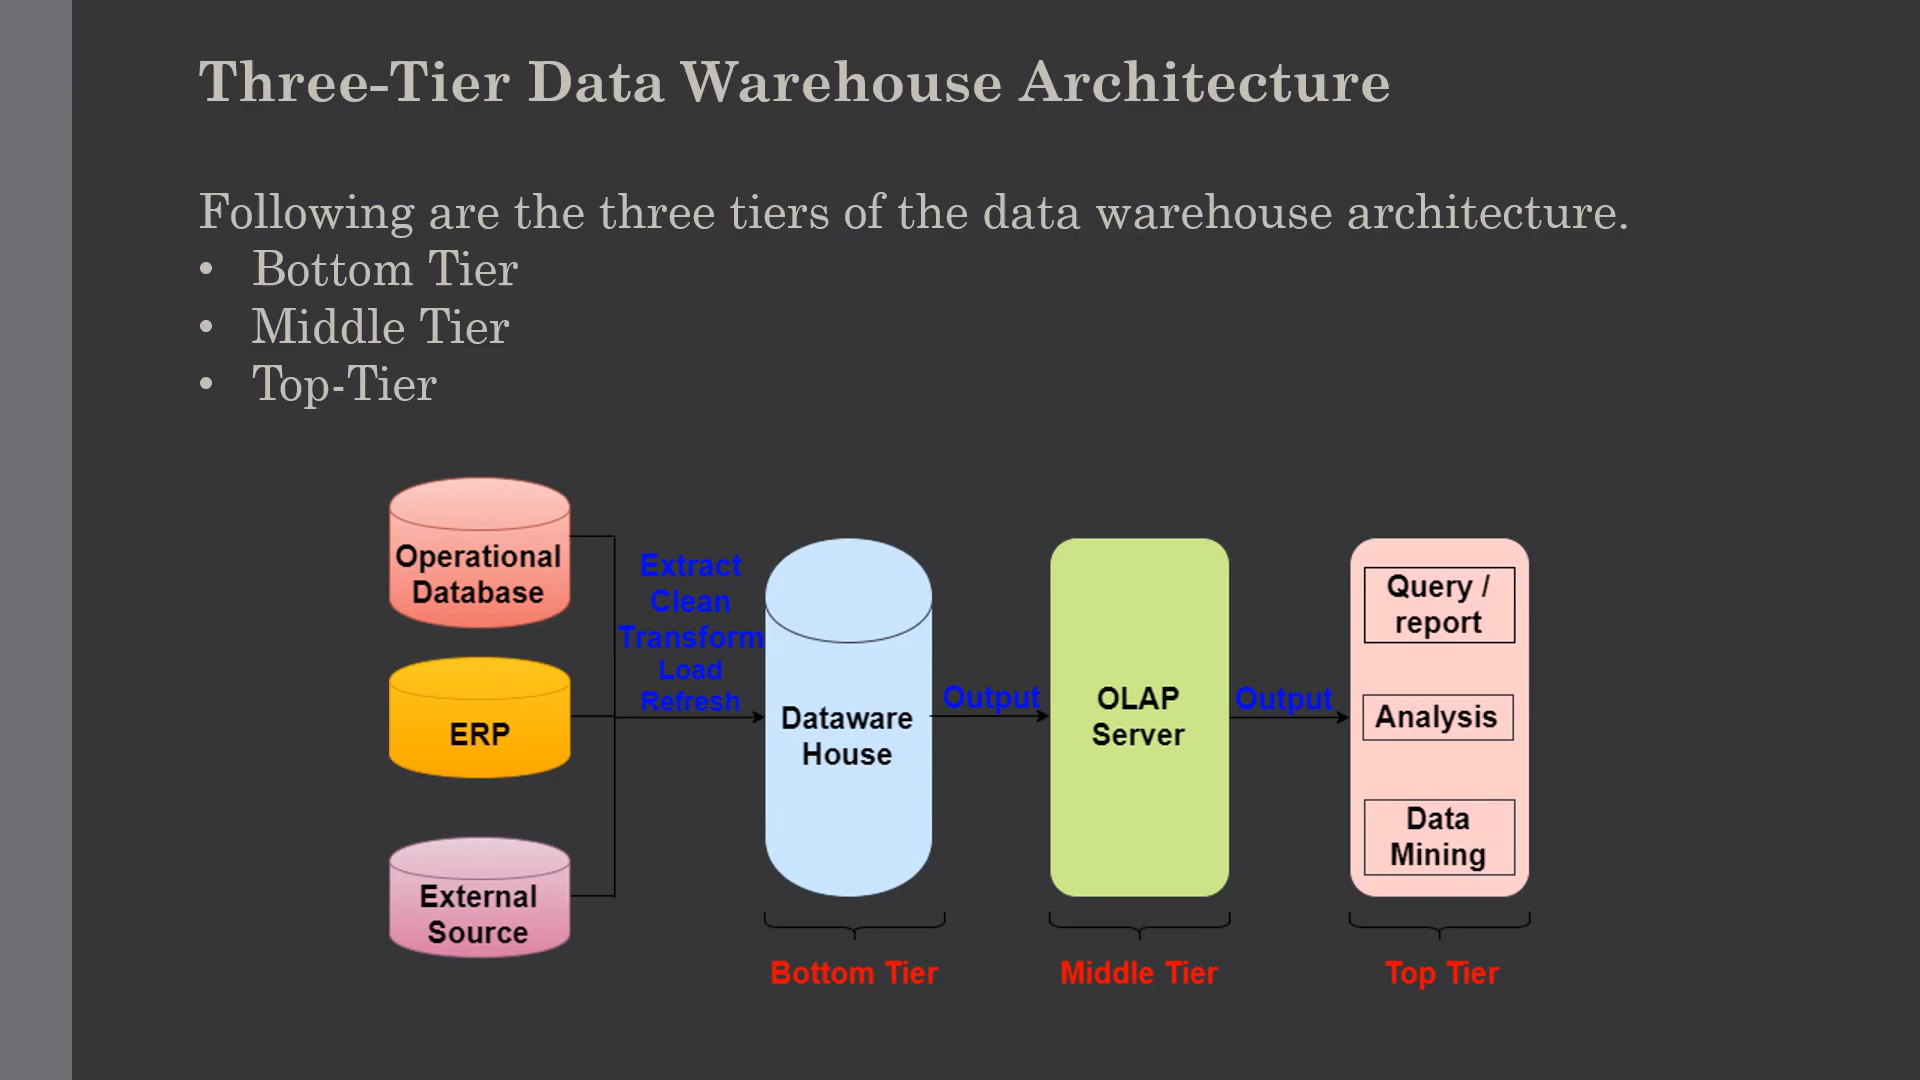 Three-Tier Data Warehouse Architecture
Following are the three tiers of the data warehouse architecture.
• Bottom Tier
• Middle Tier
• Top-Tier
Operational
Database
ERP
External
Source
Extract
Clean
Transform
Load
Refresh
Dataware
House
Output
OLAP
Server
Output
Query /
report
Analysis
Data
Mining
Bottom Tier
Middle Tier
Top Tier